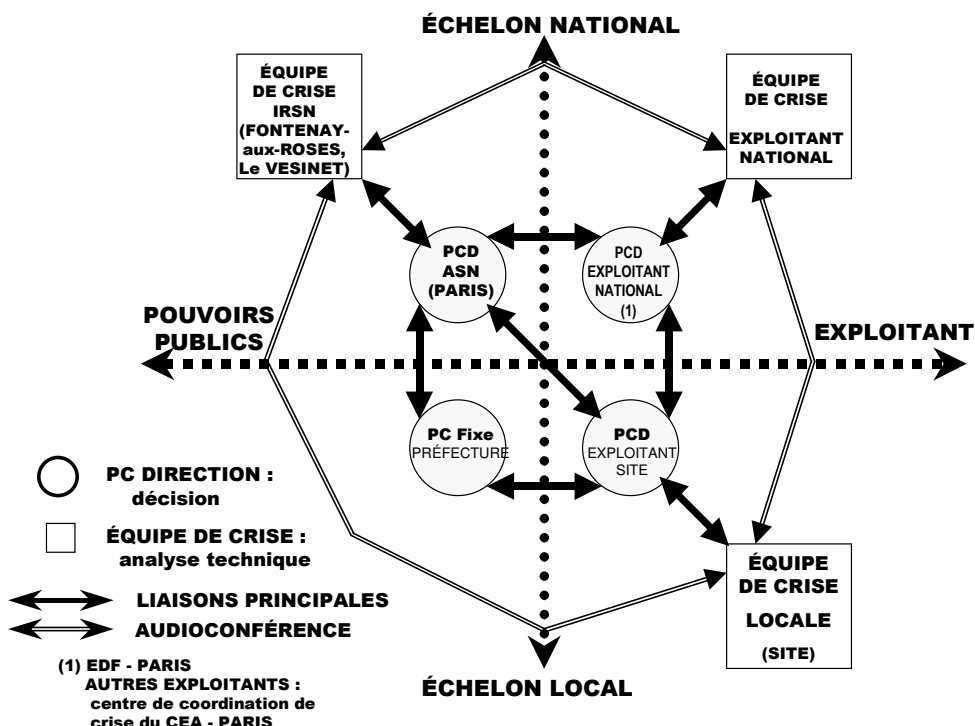 ÉCHELON NATIONAL
ÉQUIPE
DE CRISE
IRSN
(FONTENAY-
aux-ROSES,
Le VESINET)
ÉQUIPE
DE CRISE
EXPLOITANT
NATIONAL
PCD
ASN
(PARIS)
PCD
EXPLOITANT
NATIONAL
(1)
POUVOIRS
PUBLICS
EXPLOITANT
PC Fixe
PRÉFECTURE
PCD
EXPLOITANT
SITE
PC DIRECTION :
décision
ÉQUIPE DE CRISE :
analyse technique
LIAISONS PRINCIPALES
AUDIOCONFÉRENCE
(1) EDF - PARIS
AUTRES EXPLOITANTS :
centre de coordination de
crise du CEA - PARIS
ÉQUIPE
DE CRISE
LOCALE
(SITE)
ÉCHELON LOCAL